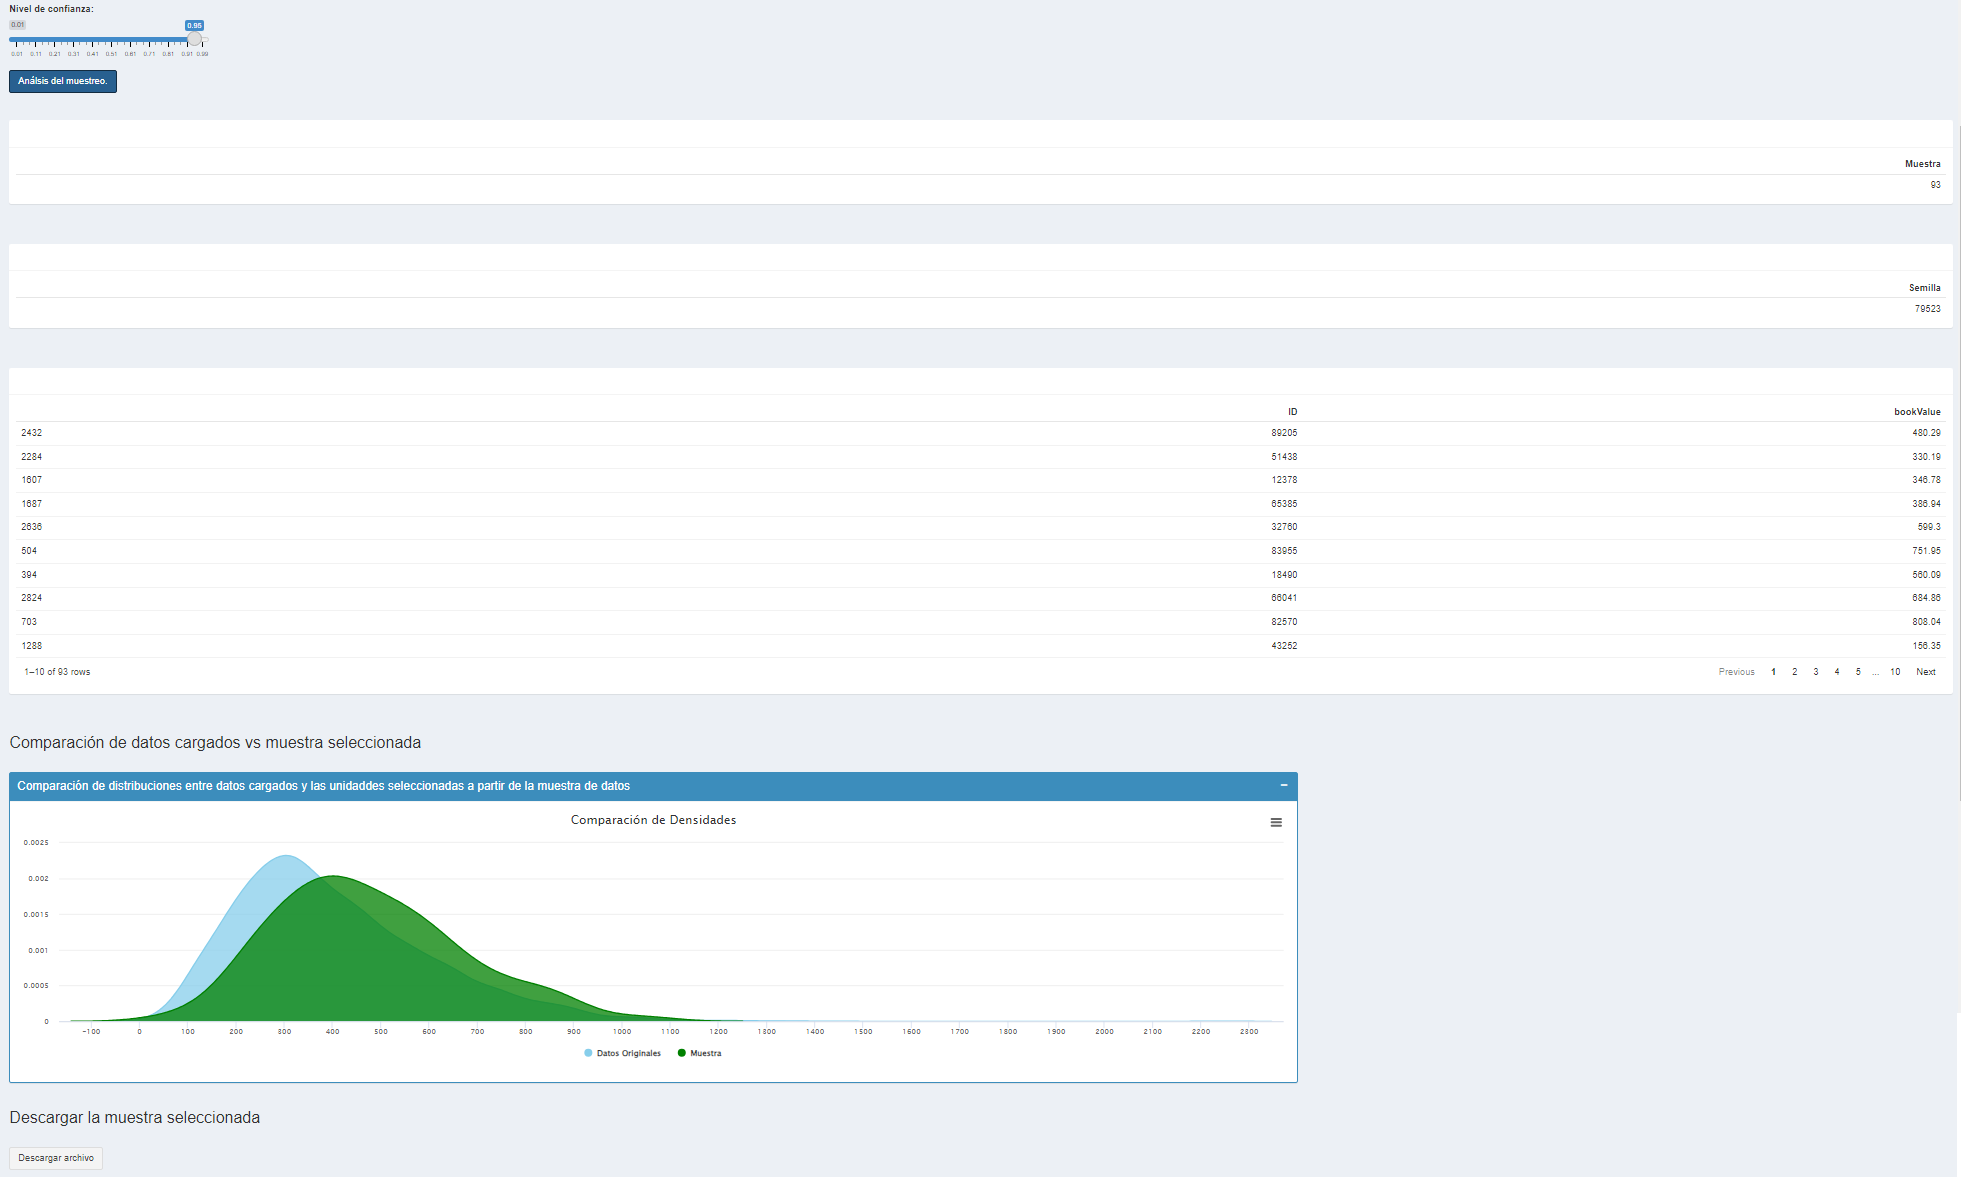 Nivel de confianza:
0.01 0.95
0.01 0.11 0.21 0.31 0.41 0.51 0.61 0.71 0.81 0.91 0.99
Análsis del muestreo.
Muestra
93
Semilla
79523
ID bookValue
2432 89205 480.29
2284 51438 330.19
1607 12378 346.78
1687 65385 386.94
2636 32760 599.3
504 83955 751.95
394 18490 560.09
2824 66041 684.86
703 82570 808.04
1288 43252 156.35
1–10 of 93 rows Previous 1 2 3 4 5 ... 10 Next
Comparación de datos cargados vs muestra seleccionada
Comparación de distribuciones entre datos cargados y las unidaddes seleccionadas a partir de la muestra de datos
Comparación de Densidades
0.0025
0.002
0.0015
0.001
0.0005
0
-100 0 100 200 300 400 500 600 700 800 900 1000 1100 1200 1300 1400 1500 1600 1700 1800 1900 2000 2100 2200 2300
Datos Originales Muestra
Descargar la muestra seleccionada
Descargar archivo